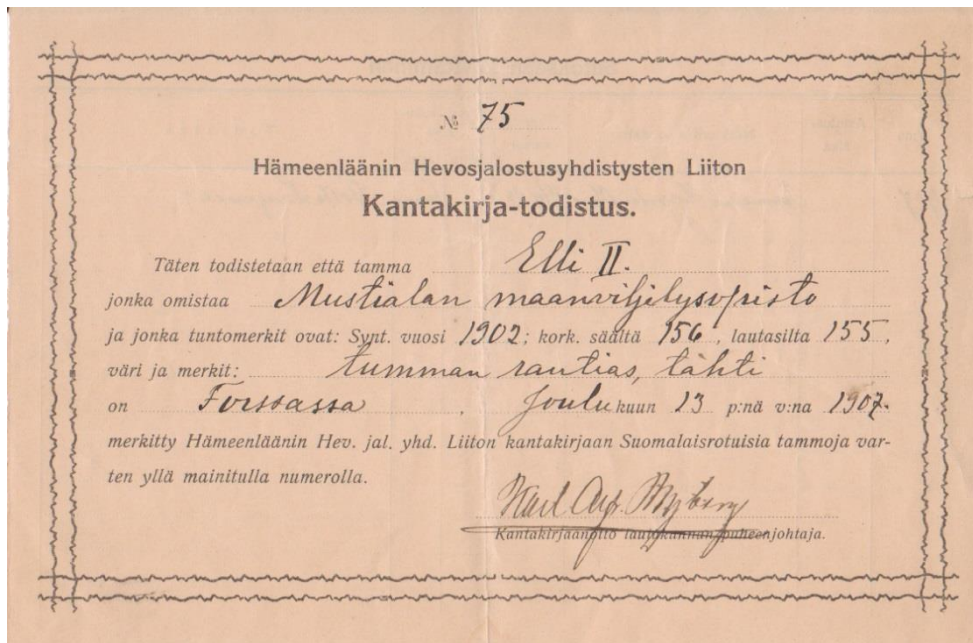 № 75
Hämeenläänin Hevosjalostusyhdistysten Liiton
Kantakirja-todistus.
Täten todistetaan että tamma Elli II.
jonka omistaa Mustialan maanviljelysopisto
ja jonka tuntomerkit ovat: Synt. vuosi 1902; kork. säältä 156, lautasilta 155,
väri ja merkit: tumman rautias, tähti
on Forssassa. Joulukuun 13 p:nä v:na 1907.
merkitty Hämeenläänin Hev. jal. yhd. Liiton kantakirjaan Suomalaisrotuisia tammoja var-
ten yllä mainitulla numerolla.
Karl
Kantakirjaanotto lautakunnan puheenjohtaja.